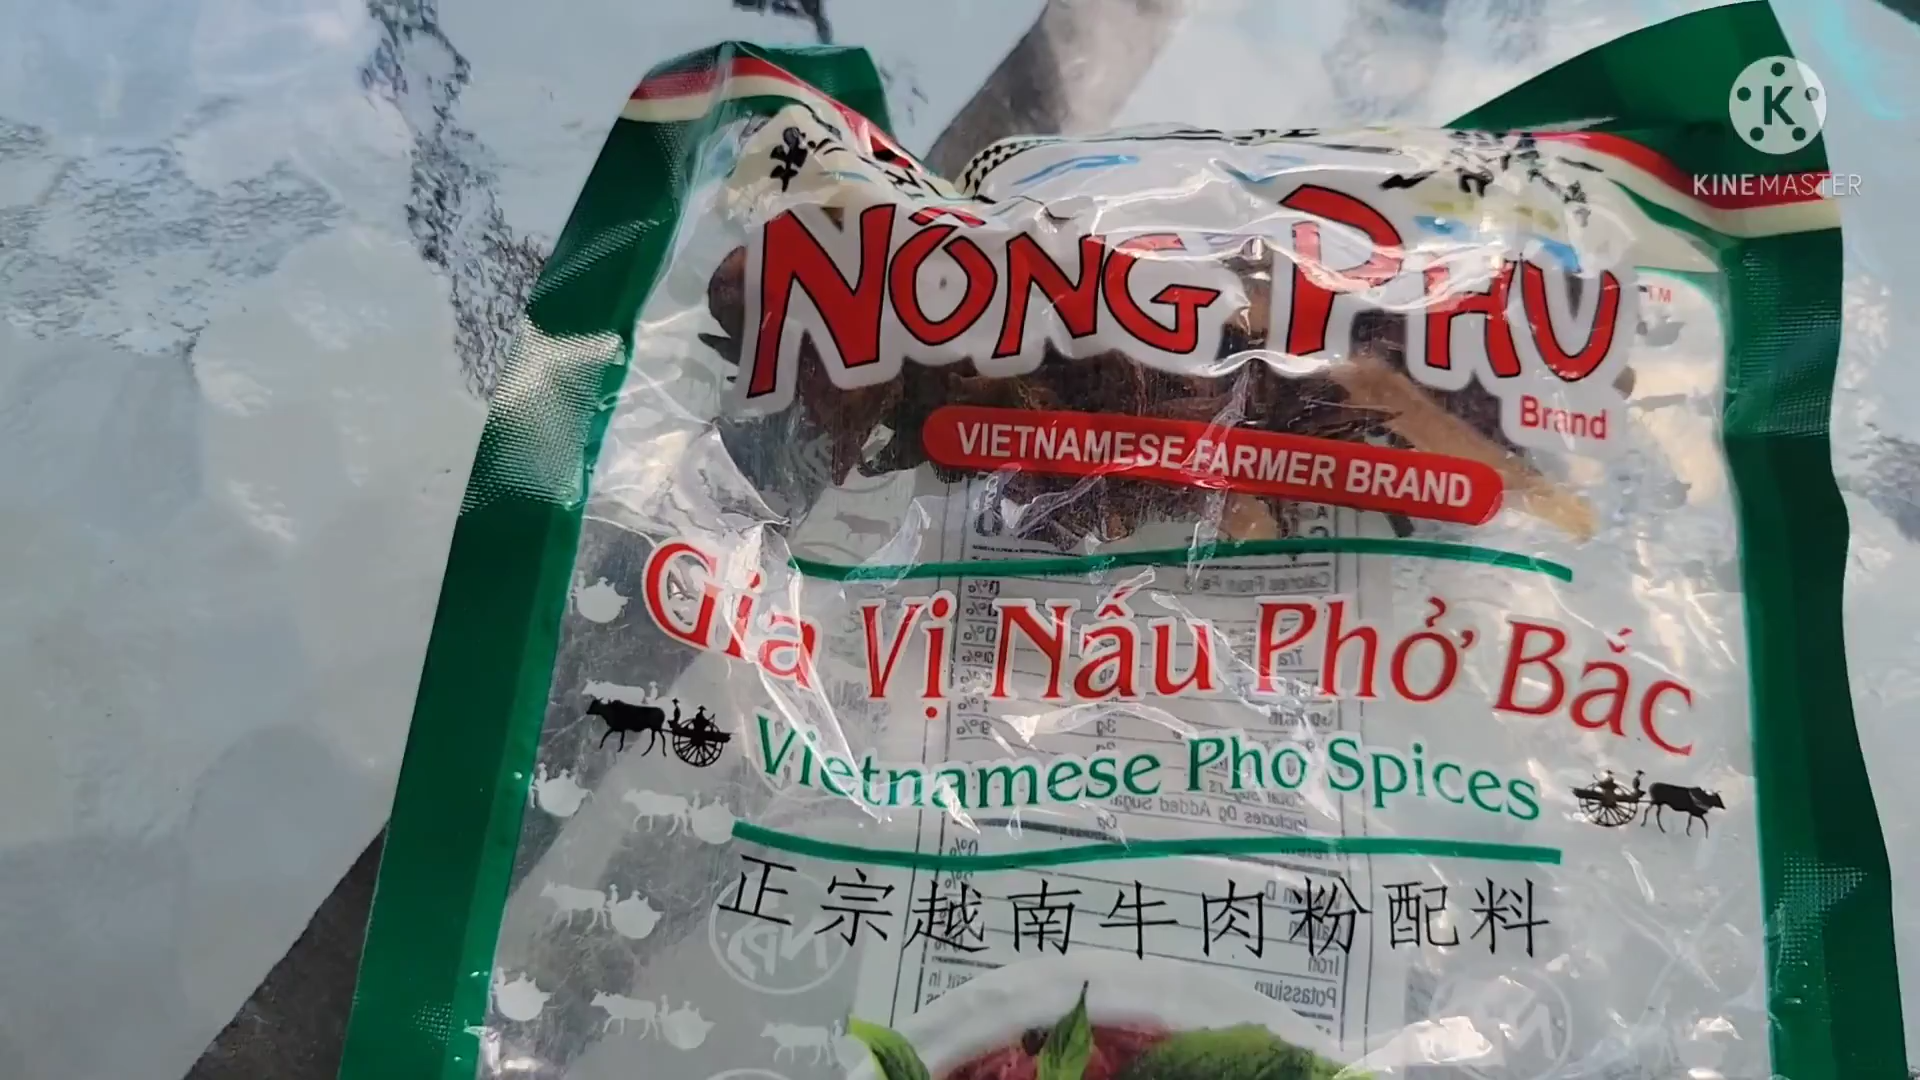 K
KINEMASTER
NÔNG PHU
TM
Brand
VIETNAMESE FARMER BRAND
Gia Vị Nấu Phở Bắc
Vietnamese Pho Spices
正宗越南牛肉粉配料